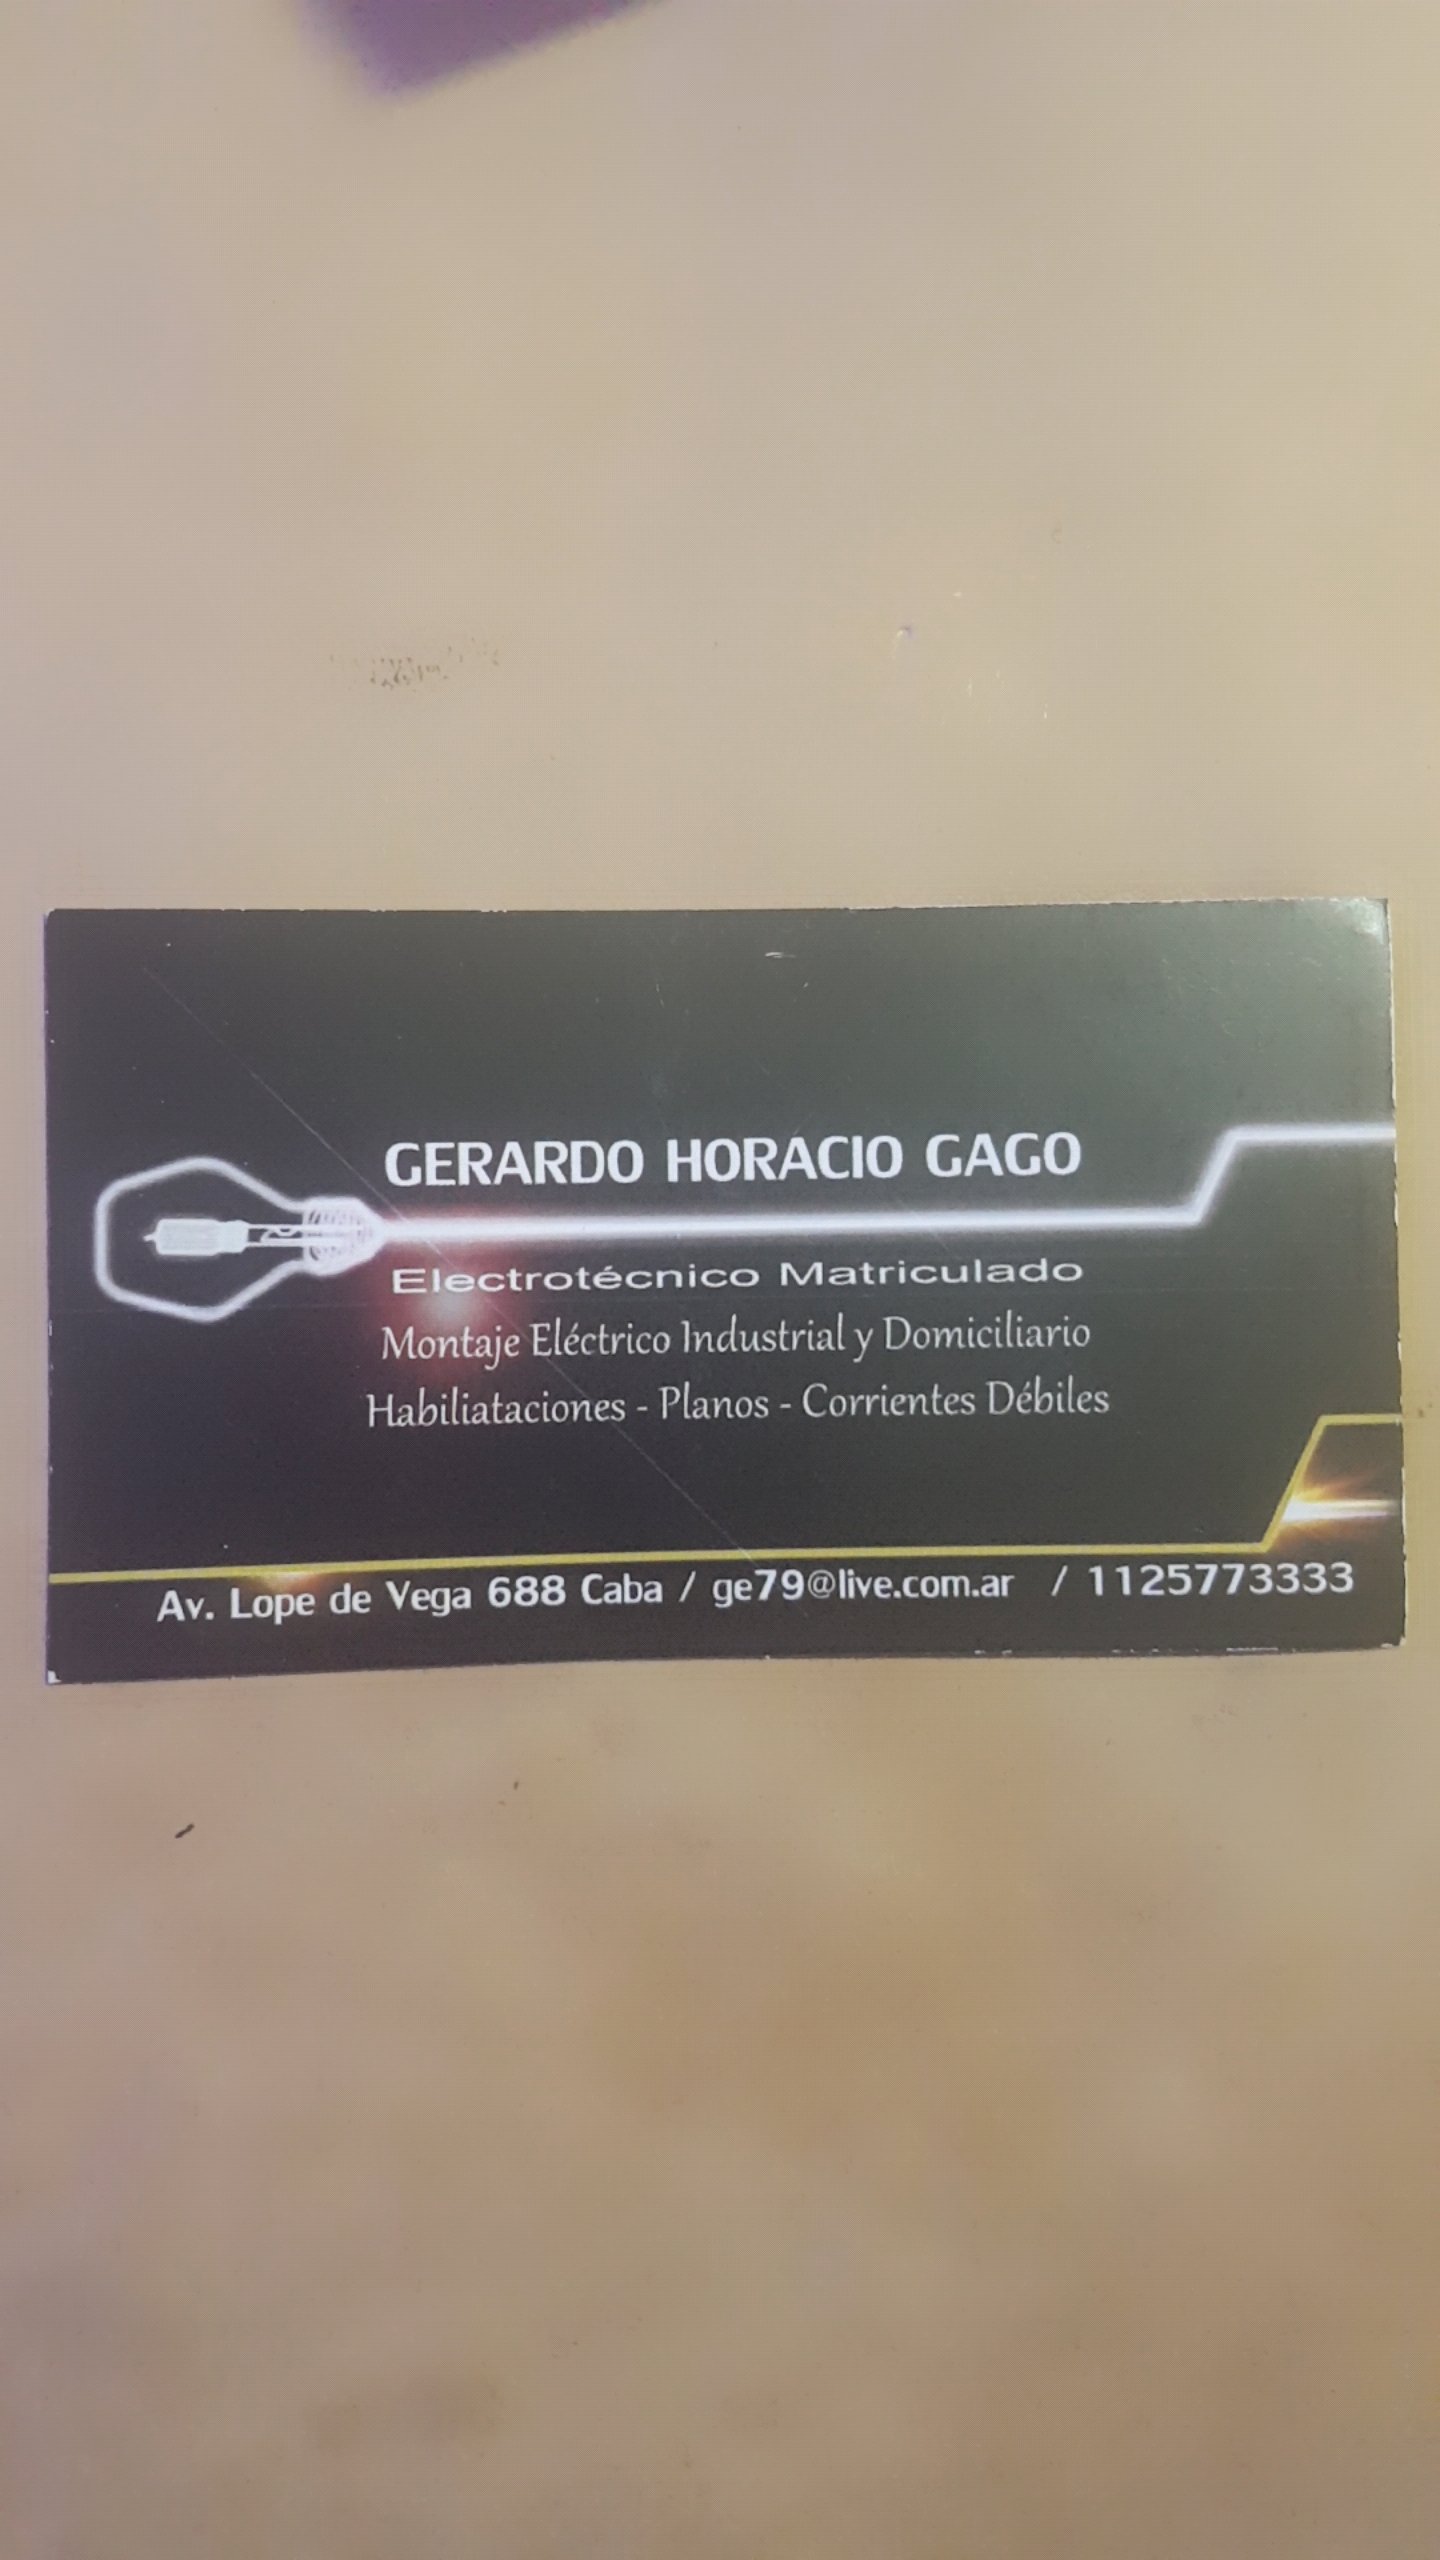 GERARDO HORACIO GAGO
Electrotécnico Matriculado
Montaje Eléctrico Industrial y Domiciliario
Habiliataciones - Planos - Corrientes Débiles
Av. Lope de Vega 688 Caba / ge79@live.com.ar / 1125773333